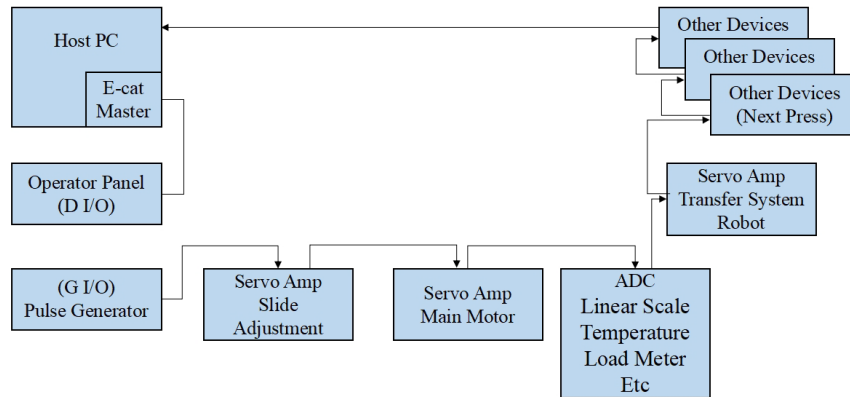 Host PC
E-cat
Master
Other Devices
Other Devices
Other Devices
(Next Press)
Operator Panel
(D I/O)
Servo Amp
Transfer System
Robot
(G I/O)
Pulse Generator
Servo Amp
Slide
Adjustment
Servo Amp
Main Motor
ADC
Linear Scale
Temperature
Load Meter
Etc